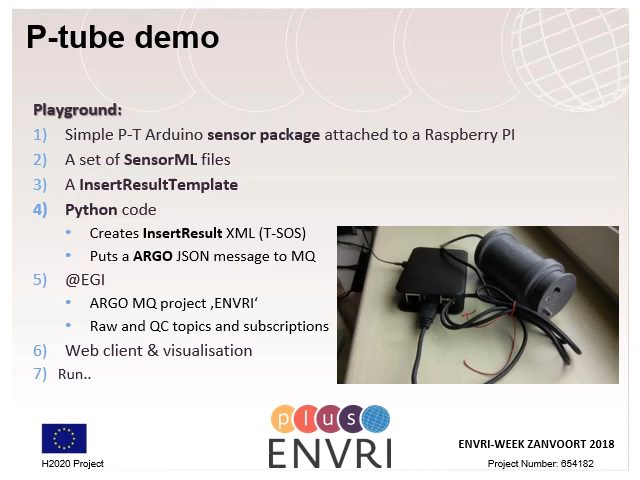 P-tube demo
Playground:
1) Simple P-T Arduino sensor package attached to a Raspberry PI
2) A set of SensorML files
3) A InsertResultTemplate
4) Python code
• Creates InsertResult XML (T-SOS)
• Puts a ARGO JSON message to MQ
5) @EGI
• ARGO MQ project ‚ENVRI‘
• Raw and QC topics and subscriptions
6) Web client & visualisation
7) Run..
plus
ENVRI
ENVRI-WEEK ZANVOORT 2018
H2020 Project
Project Number: 654182